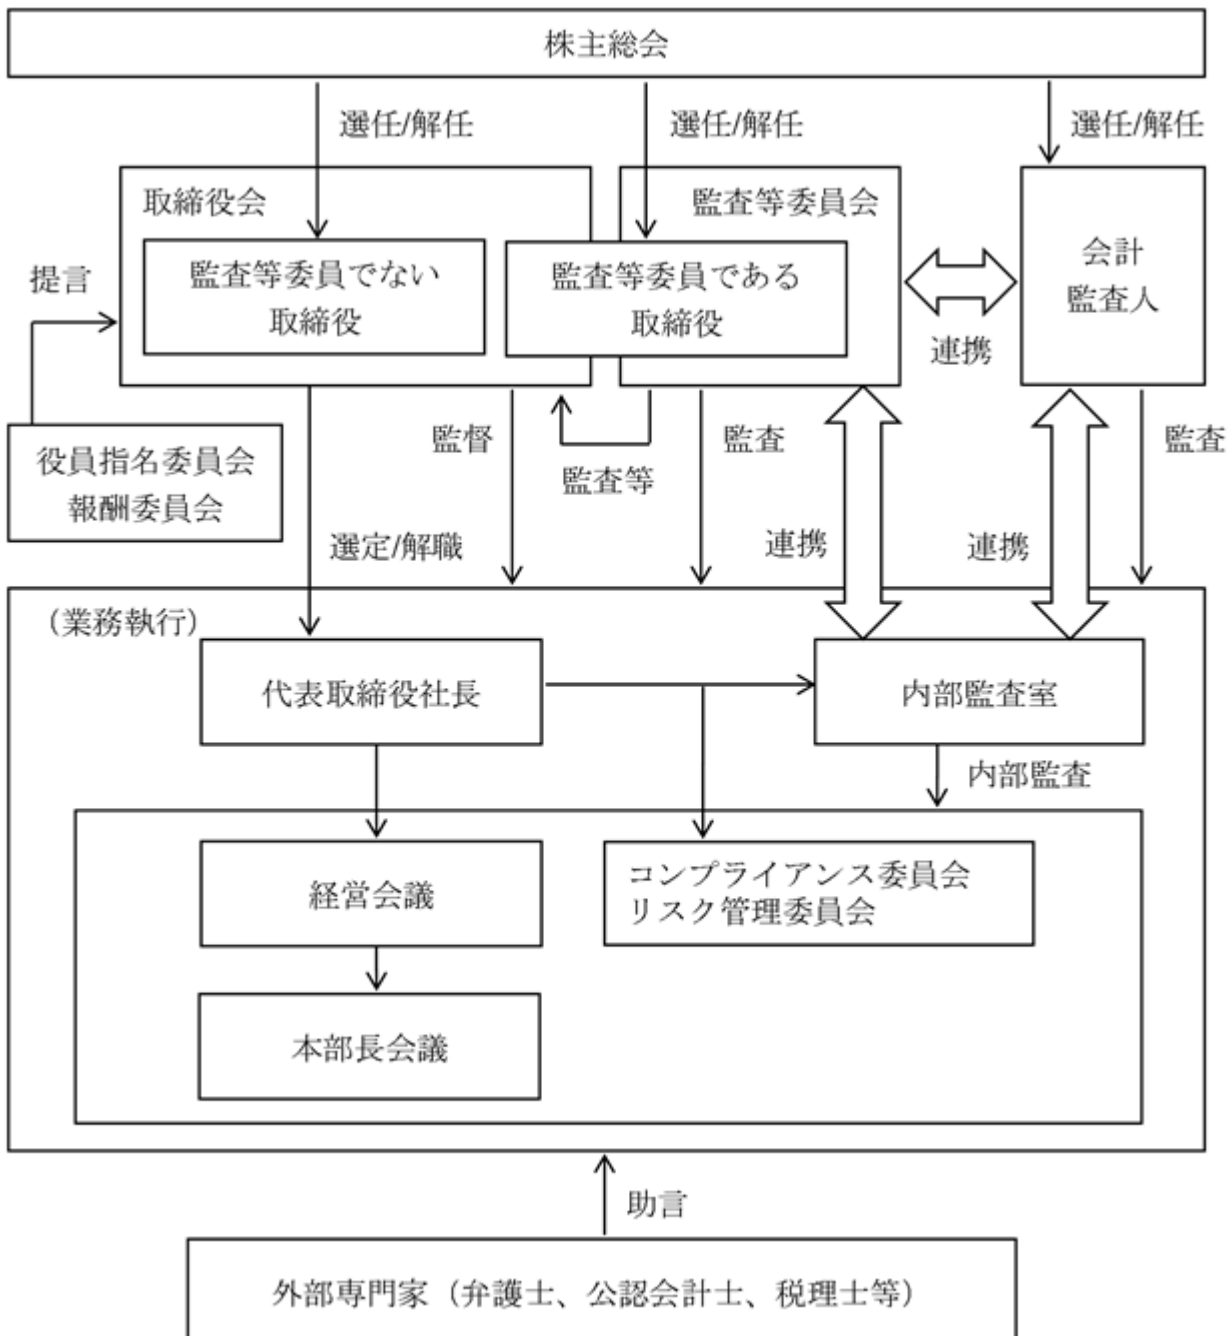 株主総会
選任/解任
選任/解任
選任/解任
取締役会
監査等委員会
監査等委員でない
取締役
監査等委員である
取締役
会計
監査人
提言
連携
役員指名委員会
報酬委員会
監督
監査等
監査
監査
選定/解職
連携
連携
（業務執行）
代表取締役社長
内部監査室
内部監査
経営会議
コンプライアンス委員会
リスク管理委員会
本部長会議
助言
外部専門家（弁護士、公認会計士、税理士等）